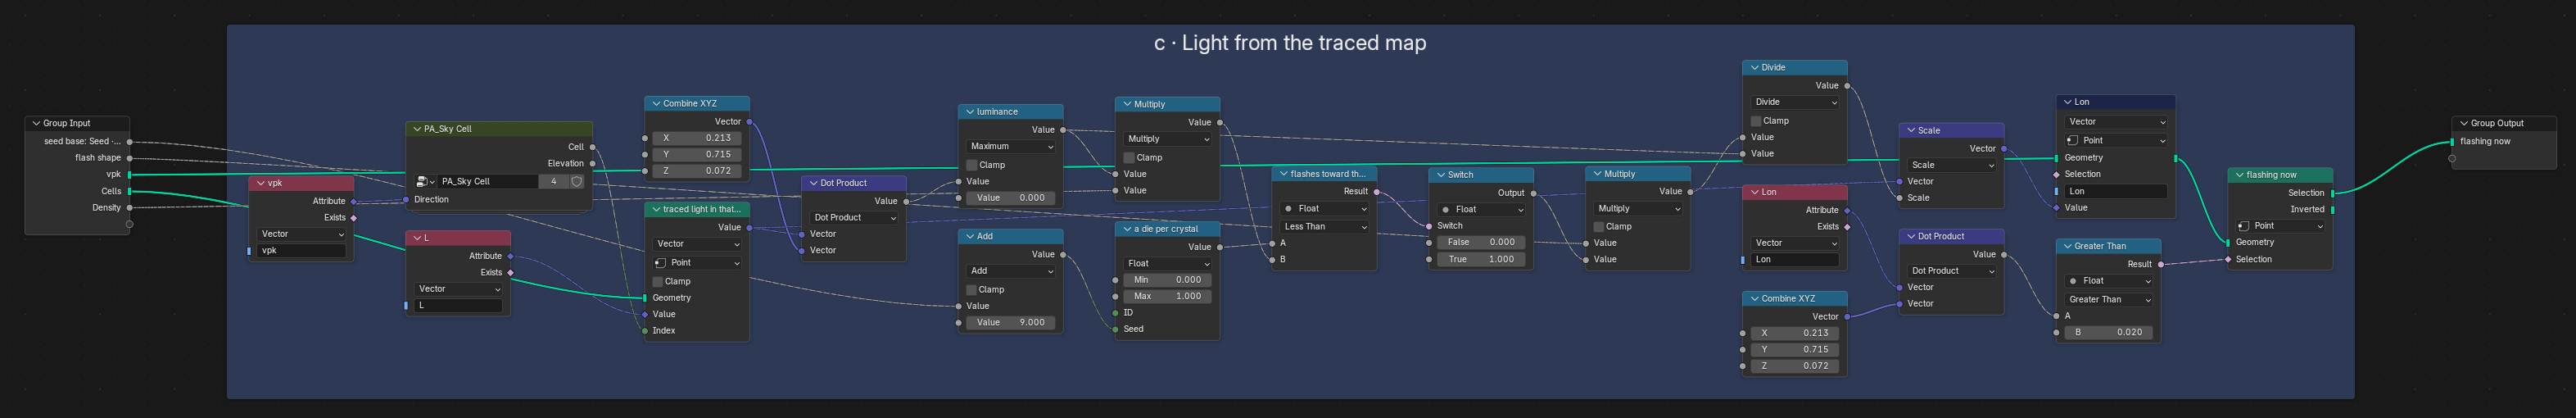 c · Light from the traced map
Group Input
seed base: Seed -...
flash shape
vpk
Cells
Density
vpk
Attribute
Exists
Vector
vpk
PA_Sky Cell
Cell
Elevation
PA_Sky Cell
4
Direction
L
Attribute
Exists
Vector
L
Combine XYZ
Vector
X 0.213
Y 0.715
Z 0.072
traced light in that...
Value
Vector
Point
Clamp
Geometry
Value
Index
Dot Product
Value
Dot Product
Vector
Vector
luminance
Value
Maximum
Clamp
Value
Value 0.000
Add
Value
Add
Clamp
Value
Value 9.000
Multiply
Value
Multiply
Clamp
Value
Value
a die per crystal
Value
Float
Min 0.000
Max 1.000
ID
Seed
flashes toward th...
Result
Float
Less Than
A
B
Switch
Output
Float
Switch
False 0.000
True 1.000
Multiply
Value
Multiply
Clamp
Value
Value
Divide
Value
Divide
Clamp
Value
Value
Lon
Attribute
Exists
Vector
Lon
Combine XYZ
Vector
X 0.213
Y 0.715
Z 0.072
Scale
Vector
Scale
Vector
Scale
Dot Product
Value
Dot Product
Vector
Vector
Lon
Vector
Point
Geometry
Selection
Lon
Value
Greater Than
Result
Float
Greater Than
A
B 0.020
flashing now
Selection
Inverted
Point
Geometry
Selection
Group Output
flashing now